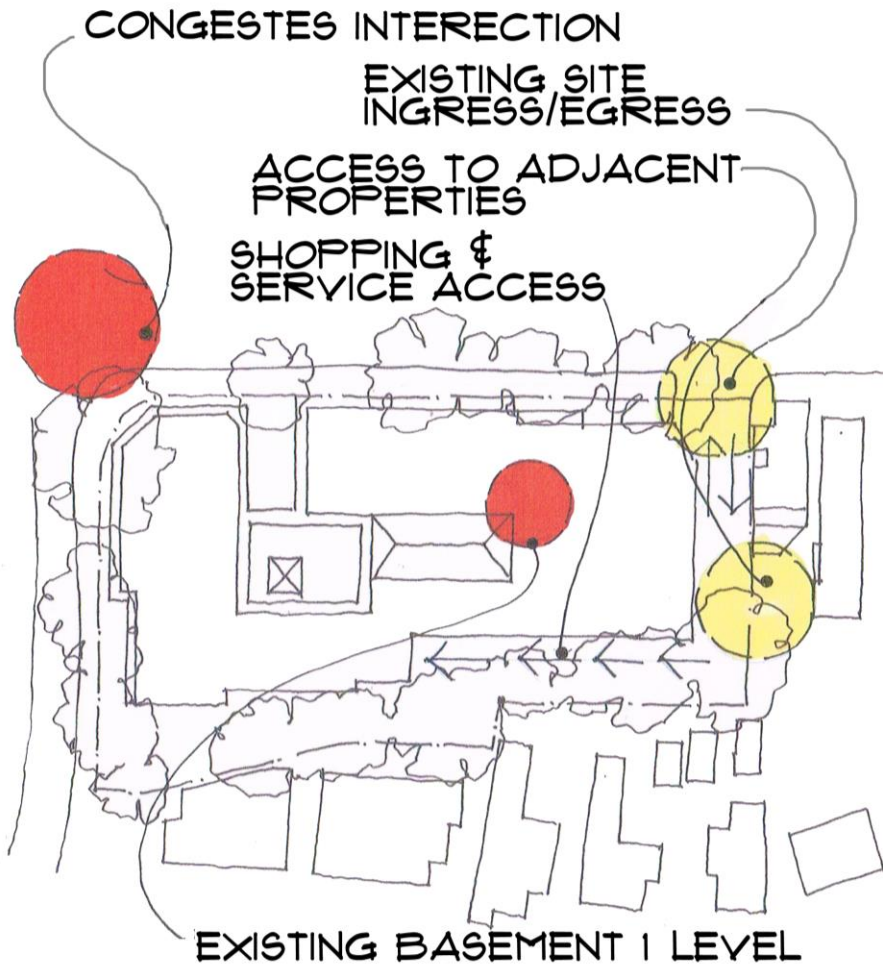 CONGESTES INTERECTION
EXISTING SITE
INGRESS/EGRESS
ACCESS TO ADJACENT
PROPERTIES
SHOPPING &
SERVICE ACCESS
EXISTING BASEMENT 1 LEVEL